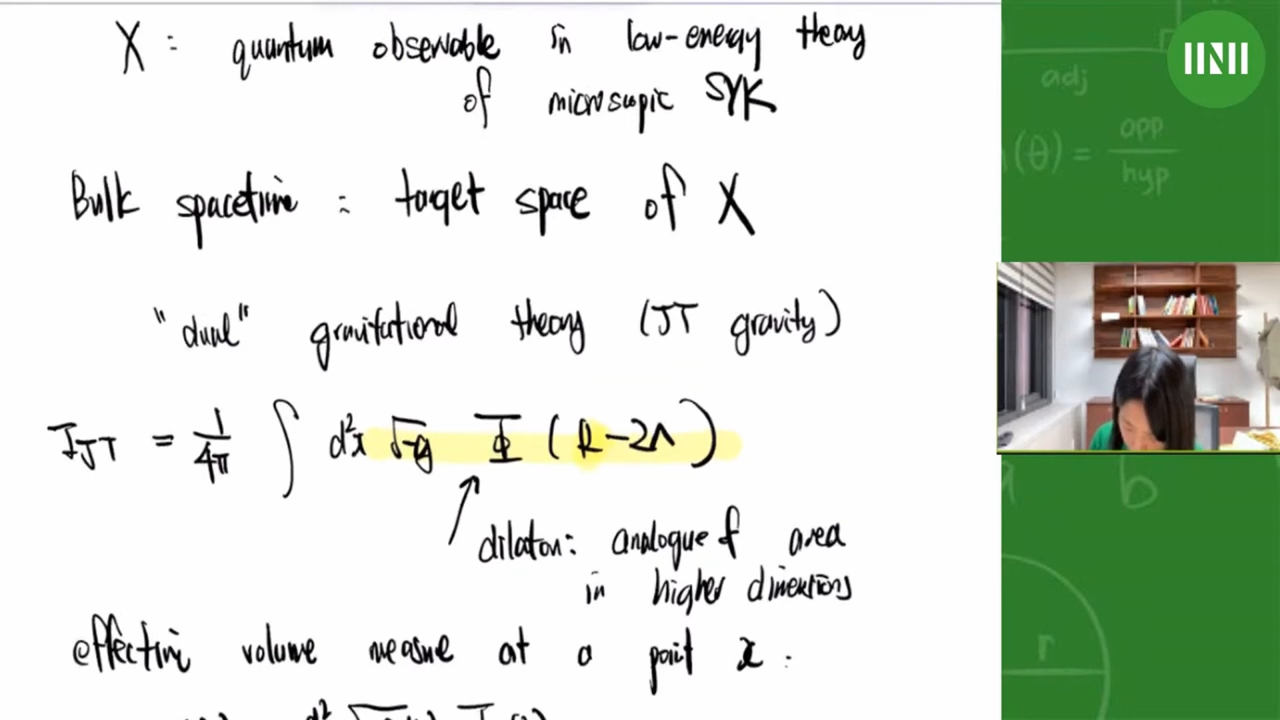 X : quantum observable in low-energy theory
of microscopic SYK
Bulk spacetime : target space of X
"dual" gravitational theory (JT gravity)
I_JT = 1/4π ∫ d²x √-g Φ (R-2Λ)
dilaton: analogue of area
in higher dimensions
effective volume measure at a point x :
adj
(θ) = opp/hyp
b
r